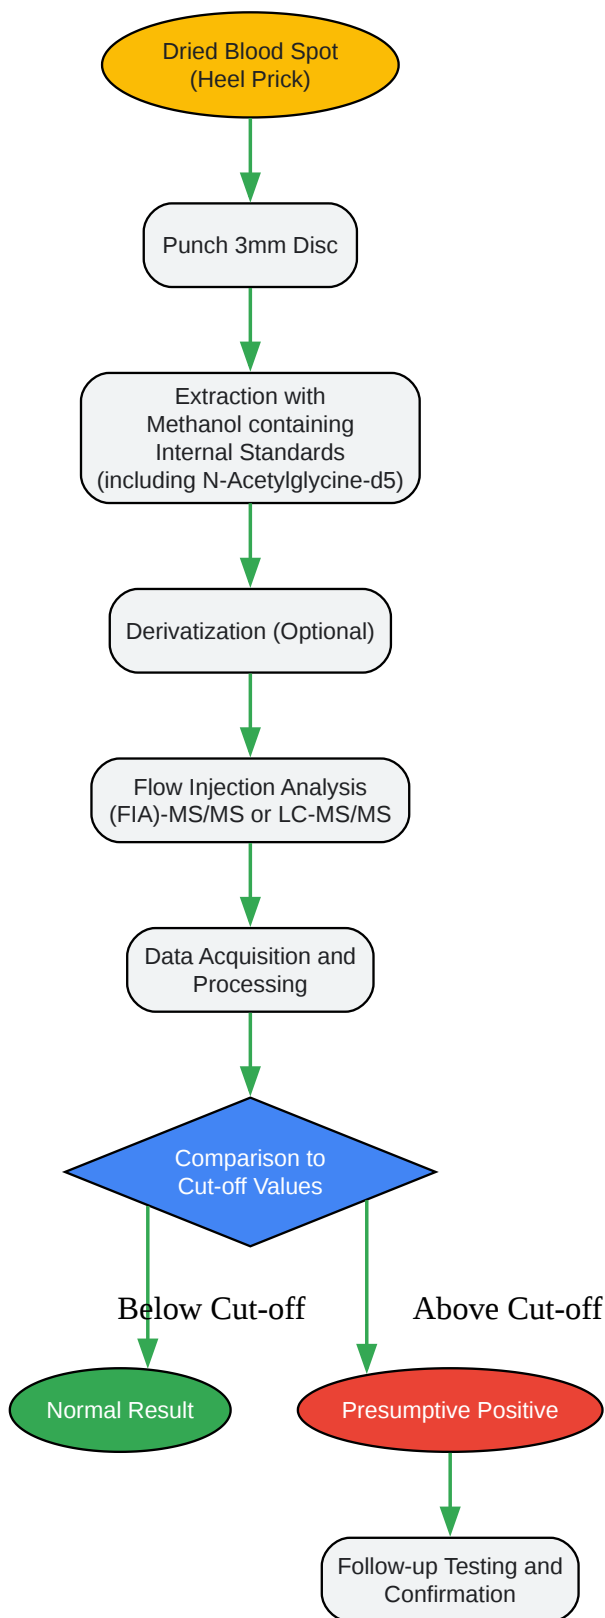 Dried Blood Spot
(Heel Prick)
Punch 3mm Disc
Extraction with
Methanol containing
Internal Standards
(including N-Acetylglycine-d5)
Derivatization (Optional)
Flow Injection Analysis
(FIA)-MS/MS or LC-MS/MS
Data Acquisition and
Processing
Comparison to
Cut-off Values
Below Cut-off
Above Cut-off
Normal Result
Presumptive Positive
Follow-up Testing and
Confirmation